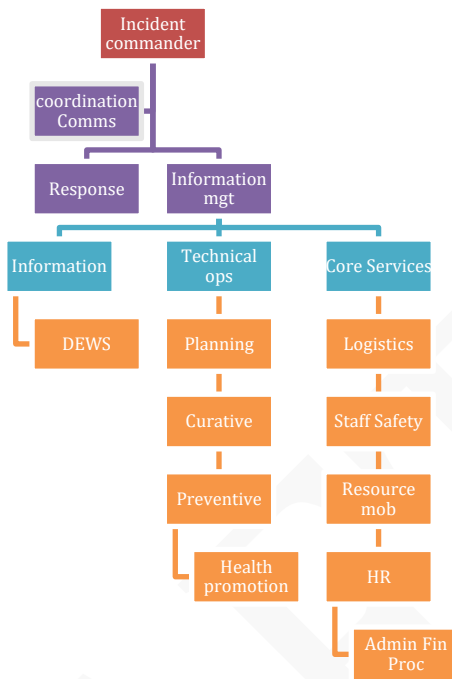 Incident
commander
coordination
Comms
Response
Information
mgt
Information
Technical
ops
Core Services
DEWS
Planning
Logistics
Curative
Staff Safety
Preventive
Resource
mob
Health
promotion
HR
Admin Fin
Proc